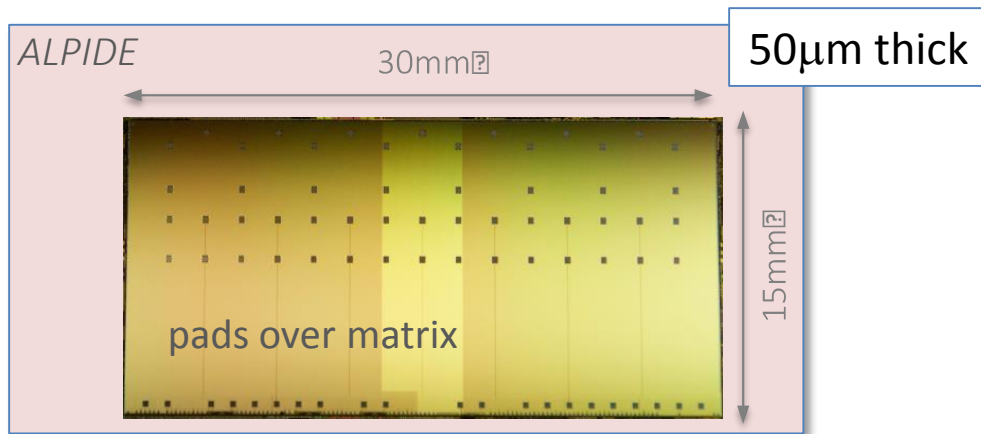 ALPIDE
50μm thick
30mm⍰
15mm⍰
pads over matrix